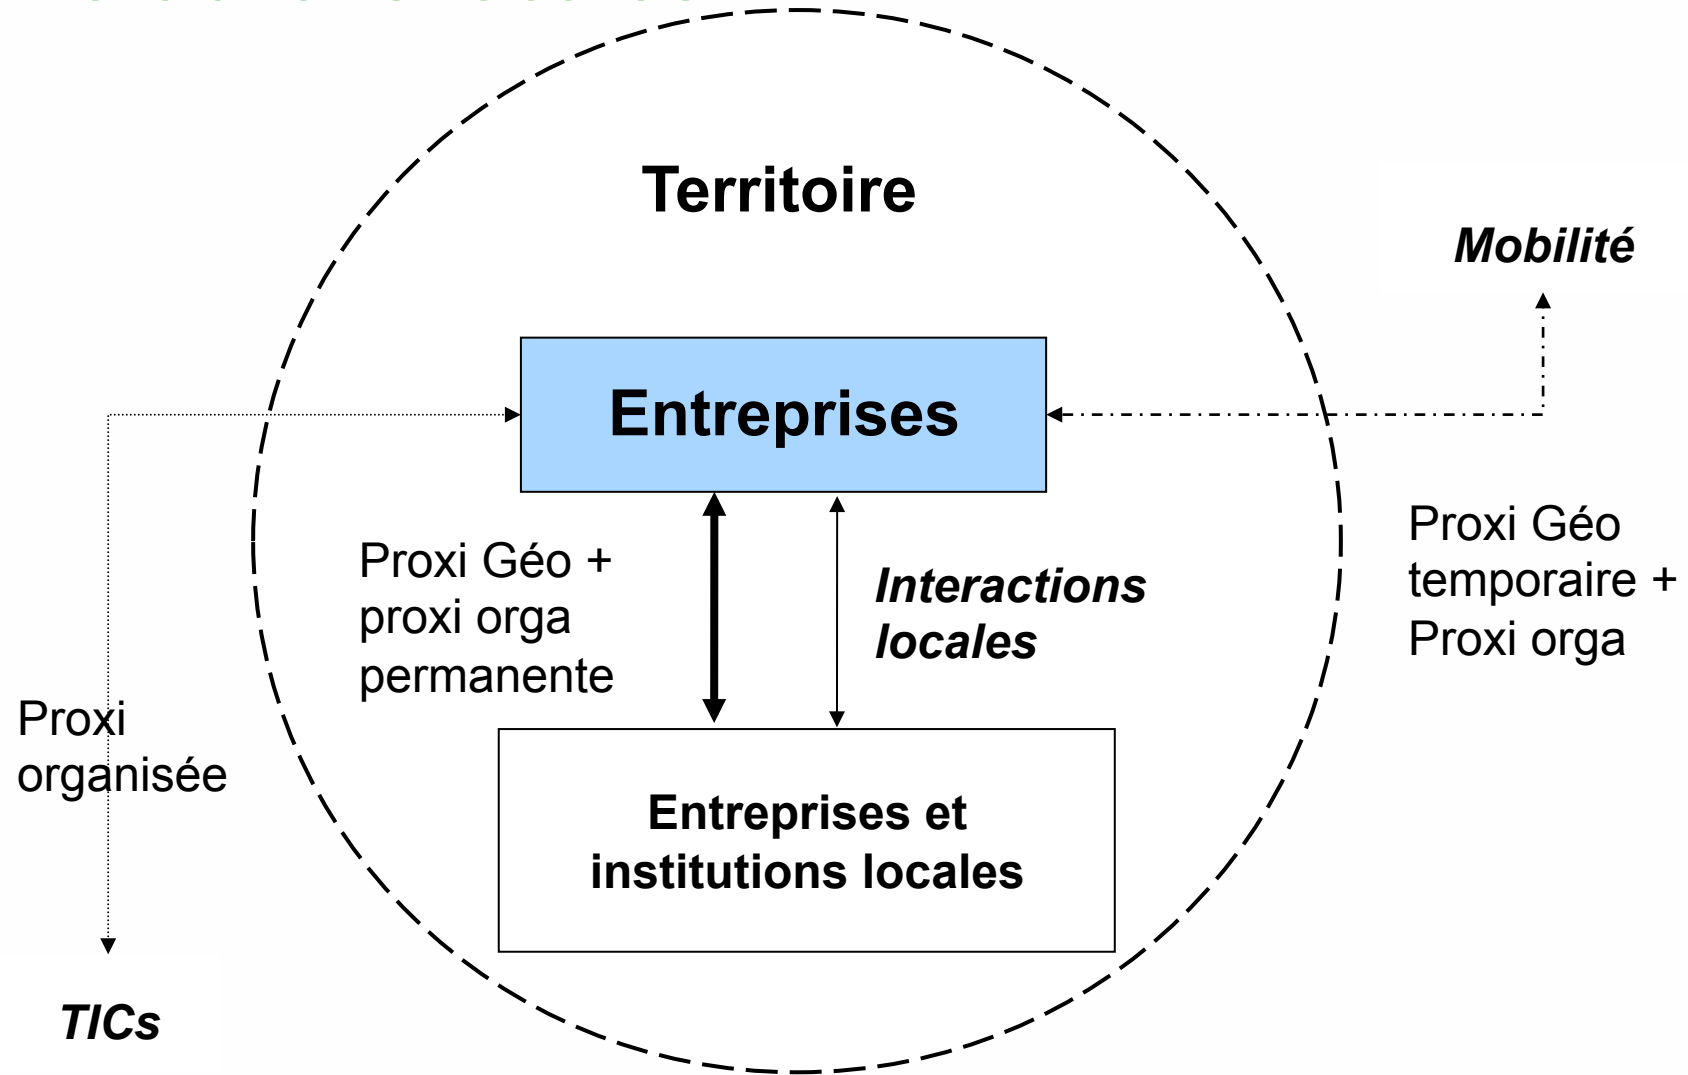 Territoire
Mobilité
Entreprises
Proxi Géo +
proxi orga
permanente
Interactions
locales
Proxi Géo
temporaire +
Proxi orga
Proxi
organisée
Entreprises et
institutions locales
TICs